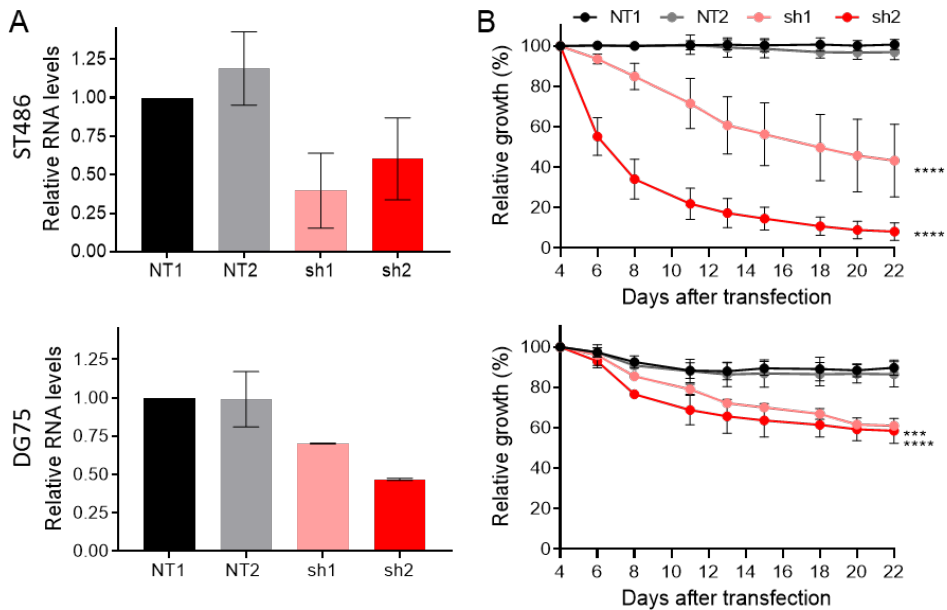 A
ST486
Relative RNA levels
1.25
1.00
0.75
0.50
0.25
0.00
NT1 NT2 sh1 sh2
DG75
Relative RNA levels
1.25
1.00
0.75
0.50
0.25
0.00
NT1 NT2 sh1 sh2
B
NT1 NT2 sh1 sh2
Relative growth (%)
100
80
60
40
20
0
4 6 8 10 12 14 16 18 20 22
Days after transfection
****
****
Relative growth (%)
100
80
60
40
20
0
4 6 8 10 12 14 16 18 20 22
Days after transfection
***
****